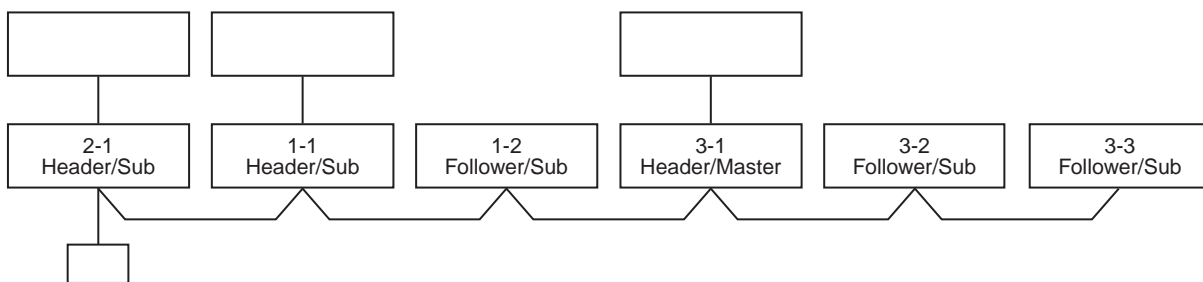 2-1
Header/Sub
1-1
Header/Sub
1-2
Follower/Sub
3-1
Header/Master
3-2
Follower/Sub
3-3
Follower/Sub